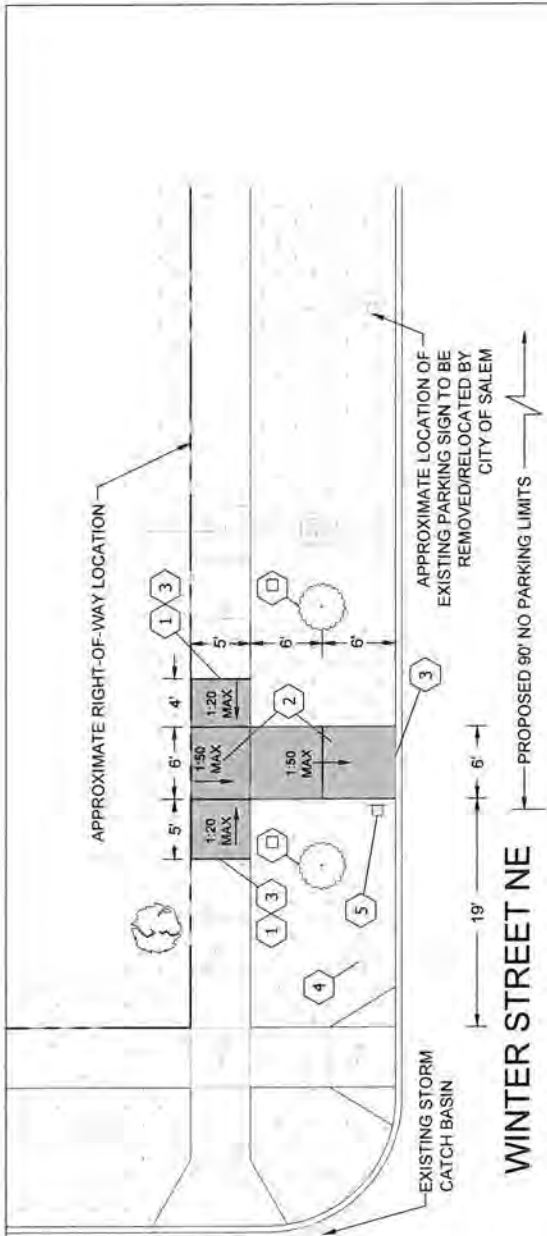 APPROXIMATE RIGHT-OF-WAY LOCATION
5'
6'
4'
1
3
1:20
MAX
1:50
MAX
1:20
MAX
5'
6'
6'
2
1:50
MAX
1
3
4
5
3
APPROXIMATE LOCATION OF
EXISTING PARKING SIGN TO BE
REMOVED/RELOCATED BY
CITY OF SALEM
EXISTING STORM
CATCH BASIN
19'
6'
PROPOSED 90' NO PARKING LIMITS
WINTER STREET NE